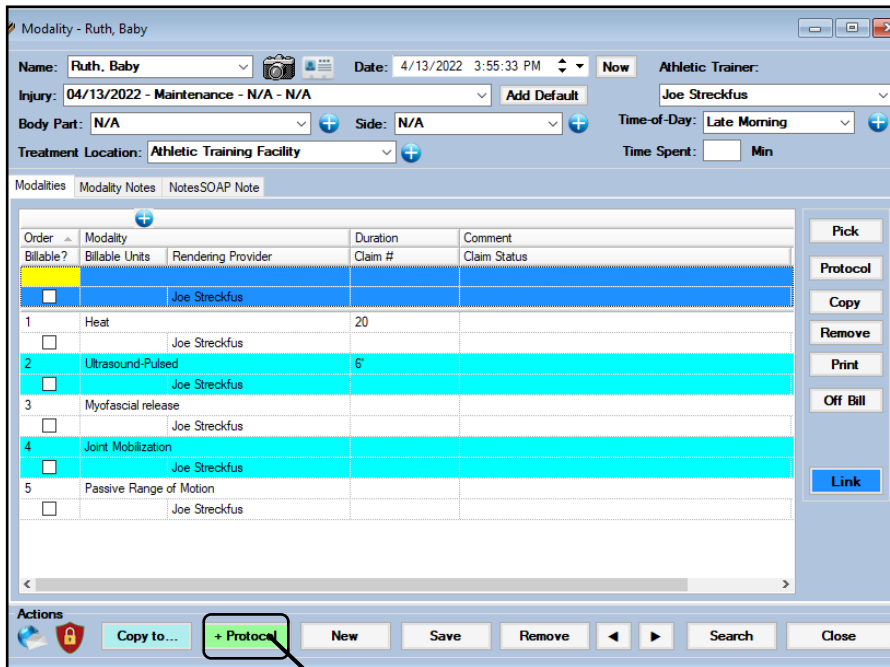 Modality - Ruth, Baby
Name: Ruth, Baby Date: 4/13/2022 3:55:33 PM Now Athletic Trainer:
Injury: 04/13/2022 - Maintenance - N/A - N/A Add Default Joe Streckfus
Body Part: N/A Side: N/A Time-of-Day: Late Morning
Treatment Location: Athletic Training Facility Time Spent: Min
Modalities Modality Notes NotesSOAP Note
Order Modality Duration Comment
Billable? Billable Units Rendering Provider Claim # Claim Status
Joe Streckfus
1 Heat 20
Joe Streckfus
2 Ultrasound-Pulsed 6'
Joe Streckfus
3 Myofascial release
Joe Streckfus
4 Joint Mobilization
Joe Streckfus
5 Passive Range of Motion
Joe Streckfus
Pick
Protocol
Copy
Remove
Print
Off Bill
Link
Actions
Copy to... + Protocol New Save Remove Search Close